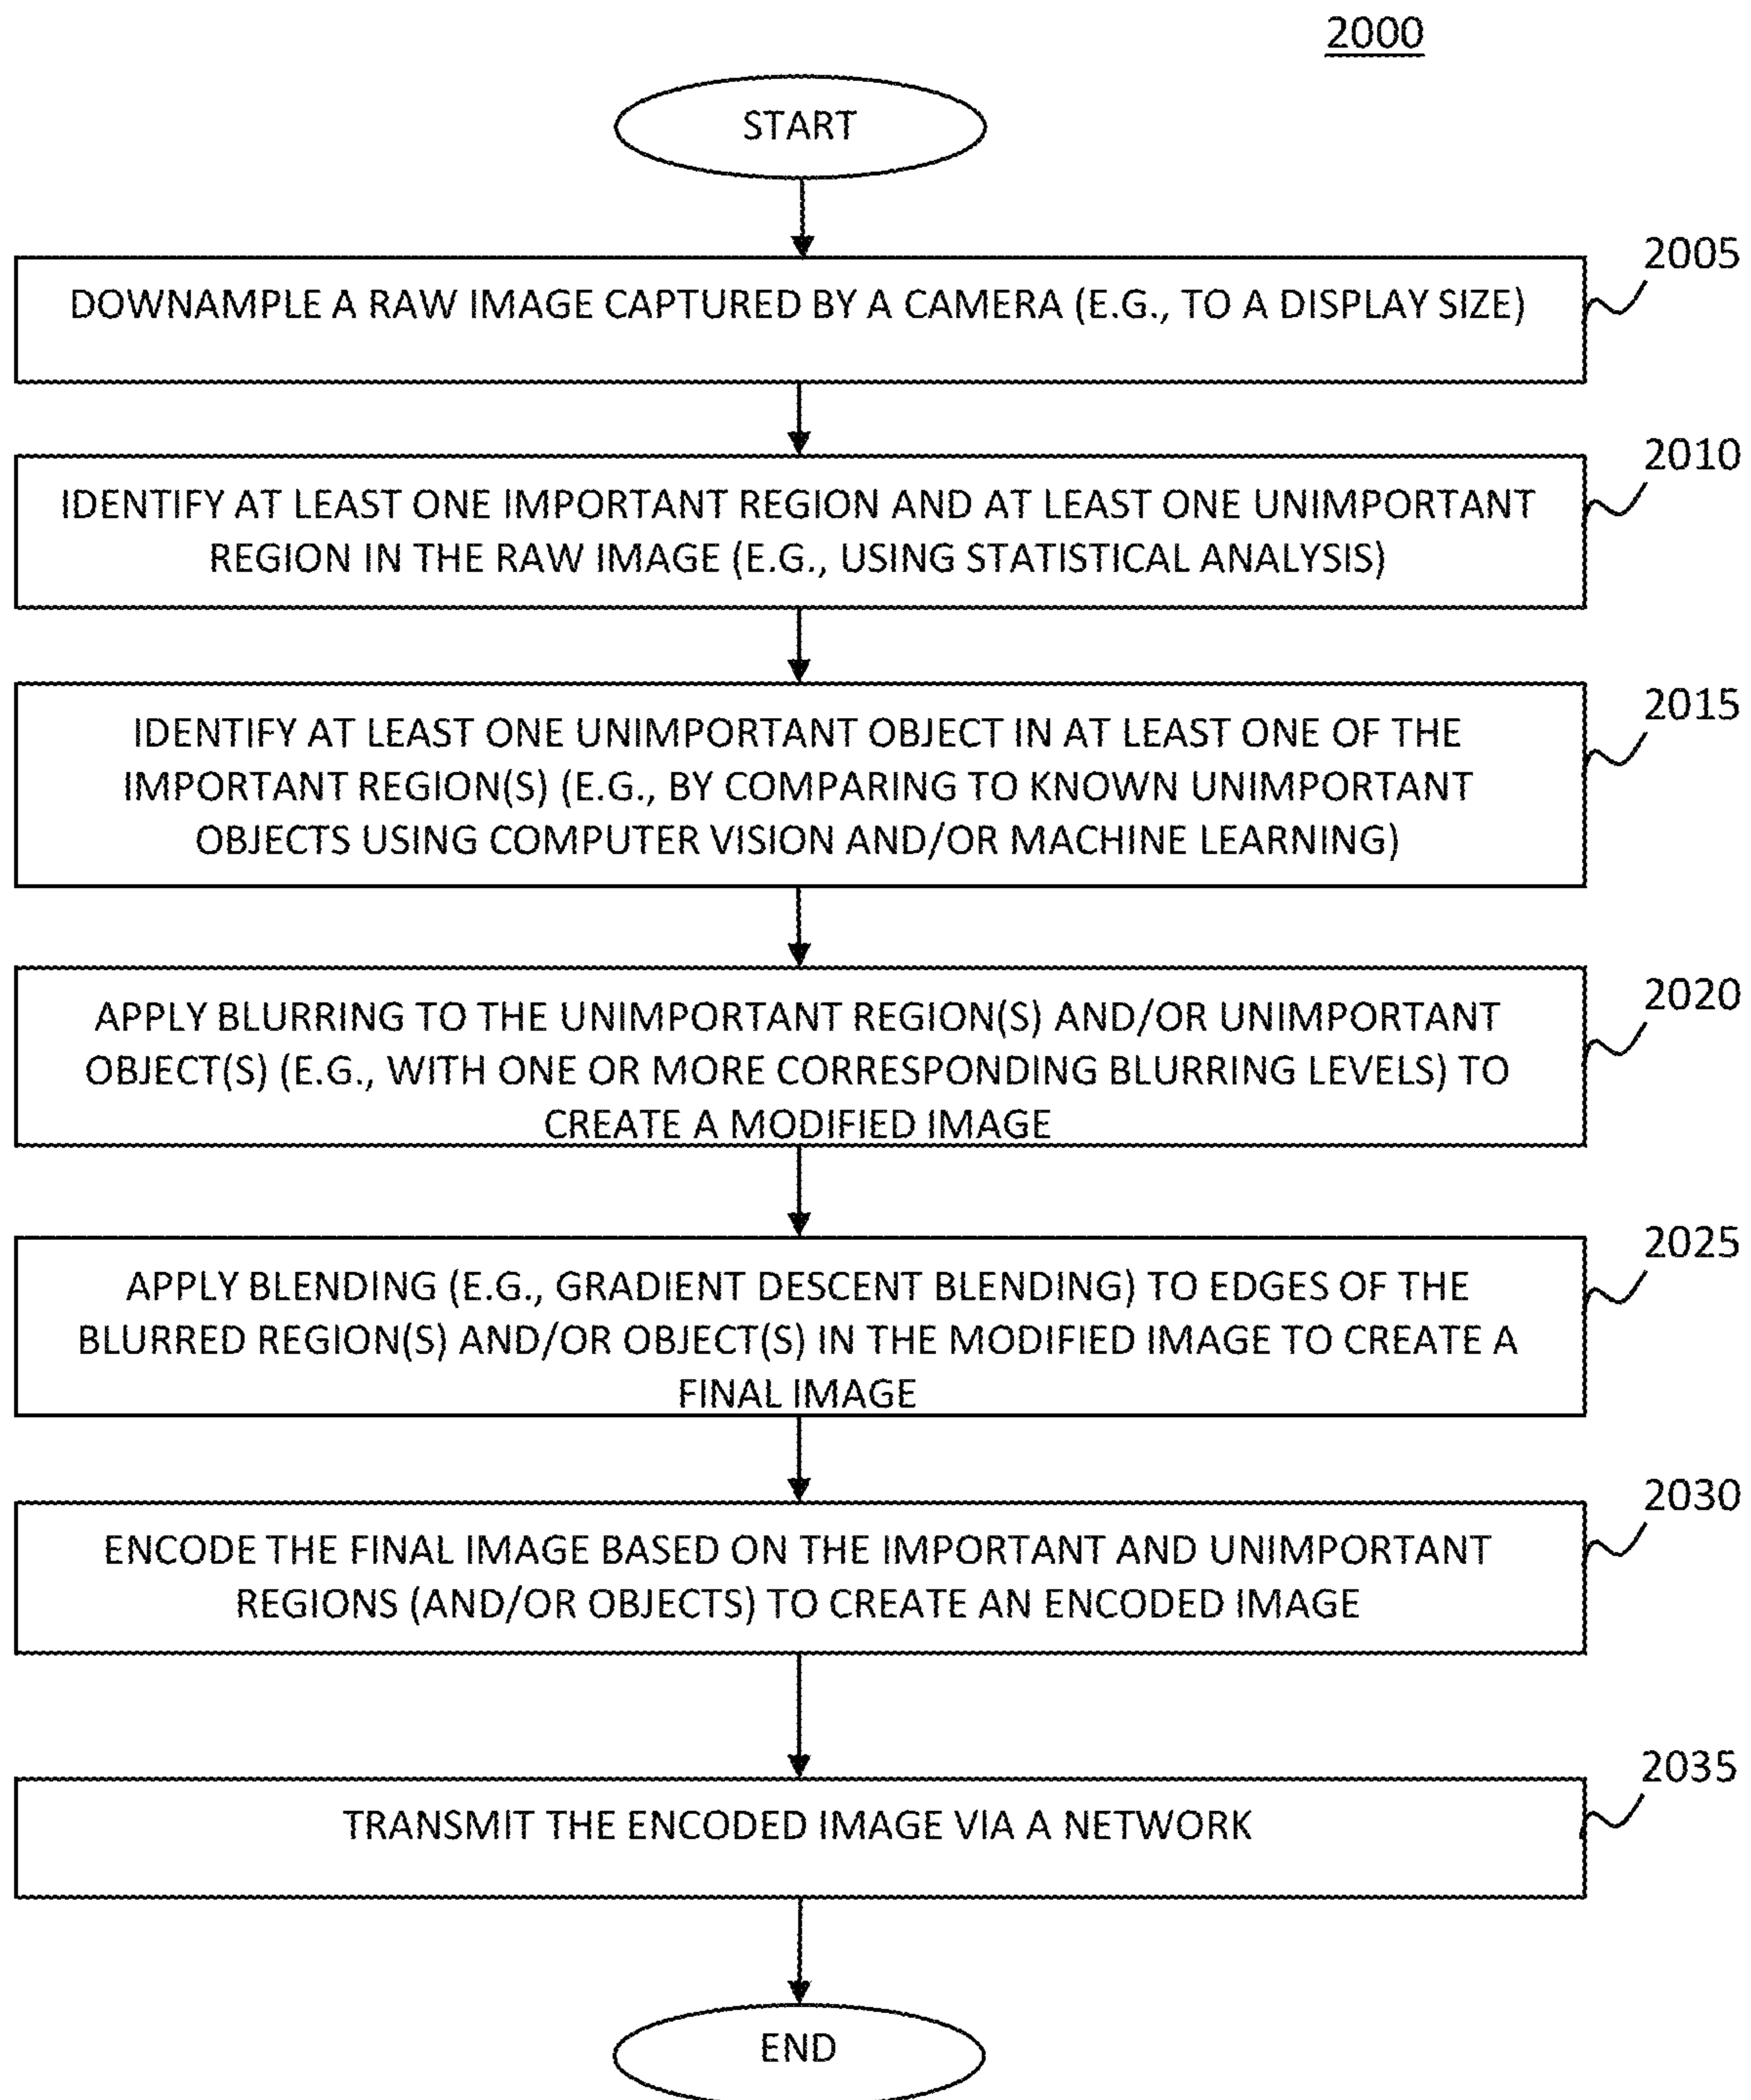 2000
START
2005
DOWNAMPLE A RAW IMAGE CAPTURED BY A CAMERA (E.G., TO A DISPLAY SIZE)
2010
IDENTIFY AT LEAST ONE IMPORTANT REGION AND AT LEAST ONE UNIMPORTANT
REGION IN THE RAW IMAGE (E.G., USING STATISTICAL ANALYSIS)
2015
IDENTIFY AT LEAST ONE UNIMPORTANT OBJECT IN AT LEAST ONE OF THE
IMPORTANT REGION(S) (E.G., BY COMPARING TO KNOWN UNIMPORTANT
OBJECTS USING COMPUTER VISION AND/OR MACHINE LEARNING)
2020
APPLY BLURRING TO THE UNIMPORTANT REGION(S) AND/OR UNIMPORTANT
OBJECT(S) (E.G., WITH ONE OR MORE CORRESPONDING BLURRING LEVELS) TO
CREATE A MODIFIED IMAGE
2025
APPLY BLENDING (E.G., GRADIENT DESCENT BLENDING) TO EDGES OF THE
BLURRED REGION(S) AND/OR OBJECT(S) IN THE MODIFIED IMAGE TO CREATE A
FINAL IMAGE
2030
ENCODE THE FINAL IMAGE BASED ON THE IMPORTANT AND UNIMPORTANT
REGIONS (AND/OR OBJECTS) TO CREATE AN ENCODED IMAGE
2035
TRANSMIT THE ENCODED IMAGE VIA A NETWORK
END